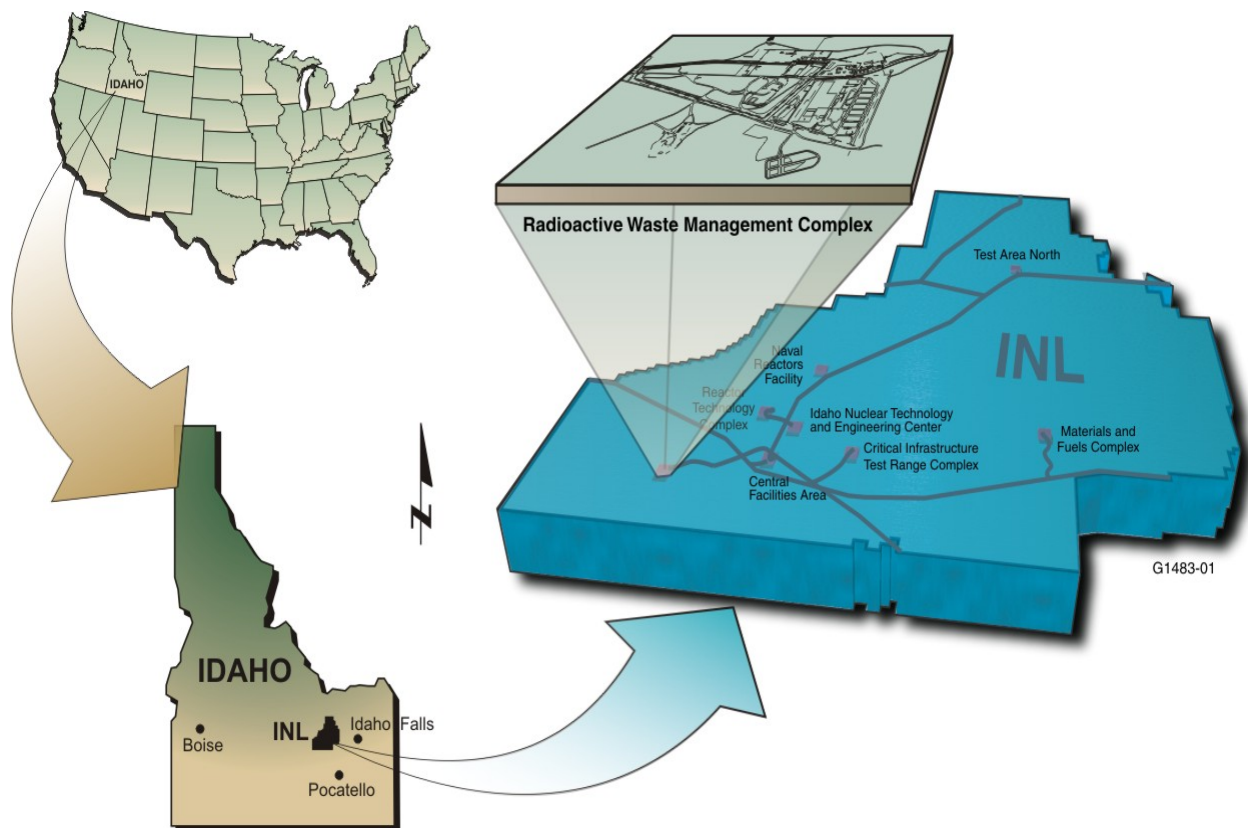 IDAHO
Radioactive Waste Management Complex
Test Area North
INL
Naval
Reactors
Facility
Reactor
Technology
Complex
Idaho Nuclear Technology
and Engineering Center
Critical Infrastructure
Test Range Complex
Materials and
Fuels Complex
Central
Facilities Area
G1483-01
N
IDAHO
INL
Idaho Falls
Boise
Pocatello